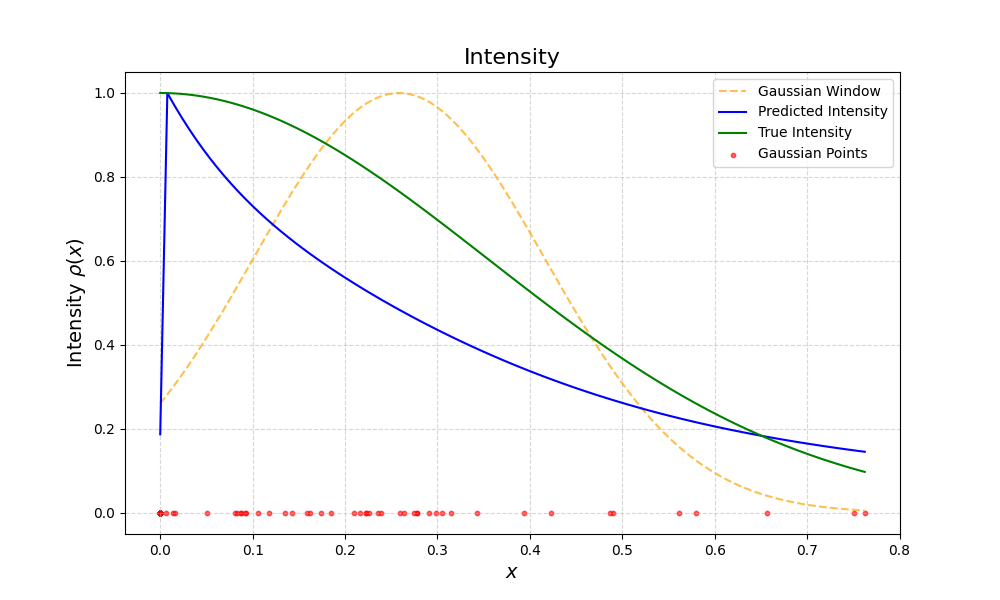 Intensity
Gaussian Window
Predicted Intensity
True Intensity
Gaussian Points
Intensity ρ(x)
1.0
0.8
0.6
0.4
0.2
0.0
0.0 0.1 0.2 0.3 0.4 0.5 0.6 0.7 0.8
x